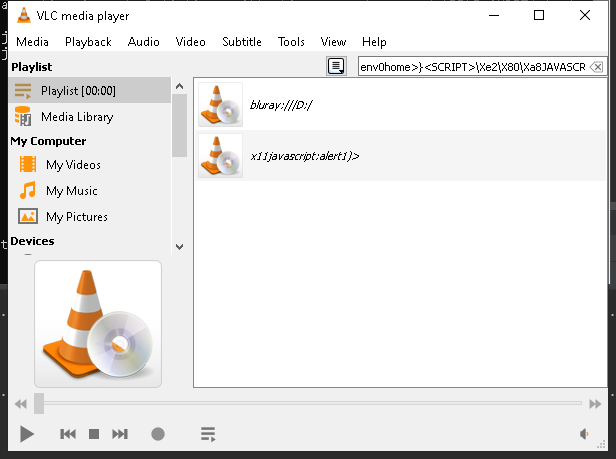 VLC media player
Media Playback Audio Video Subtitle Tools View Help
Playlist
env0home>}<SCRIPT>\Xe2\X80\Xa8JAVASCR
Playlist [00:00]
Media Library
My Computer
My Videos
My Music
My Pictures
Devices
bluray:///D:/
x11javascript:alert1)>